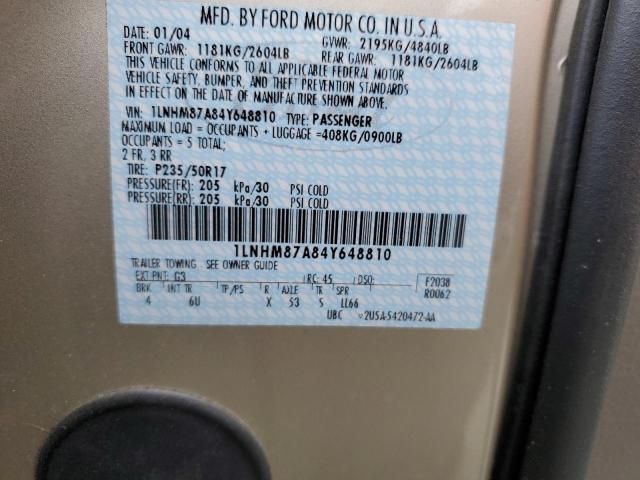 MFD. BY FORD MOTOR CO. IN U.S.A.
DATE: 01/04 GVWR: 2195KG/4840LB
FRONT GAWR: 1181KG/2604LB REAR GAWR: 1181KG/2604LB
THIS VEHICLE CONFORMS TO ALL APPLICABLE FEDERAL MOTOR
VEHICLE SAFETY, BUMPER, AND THEFT PREVENTION STANDARDS
IN EFFECT ON THE DATE OF MANUFACTURE SHOWN ABOVE.
VIN: 1LNHM87A84Y648810 TYPE: PASSENGER
MAXIMUM LOAD = OCCUPANTS + LUGGAGE =408KG/0900LB
OCCUPANTS = 5 TOTAL;
2 FR, 3 RR
TIRE: P235/50R17
PRESSURE(FR): 205 kPa/30 PSI COLD
PRESSURE(RR): 205 kPa/30 PSI COLD
1LNHM87A84Y648810
TRAILER TOWING - SEE OWNER GUIDE
EXT PNT: G3 RC: 45 DSO: F2038
BRK INT TR TP/PS R AXLE TR SPR R0062
4 6U X 53 5 LL66
UBC 2U5A-5420472-AA